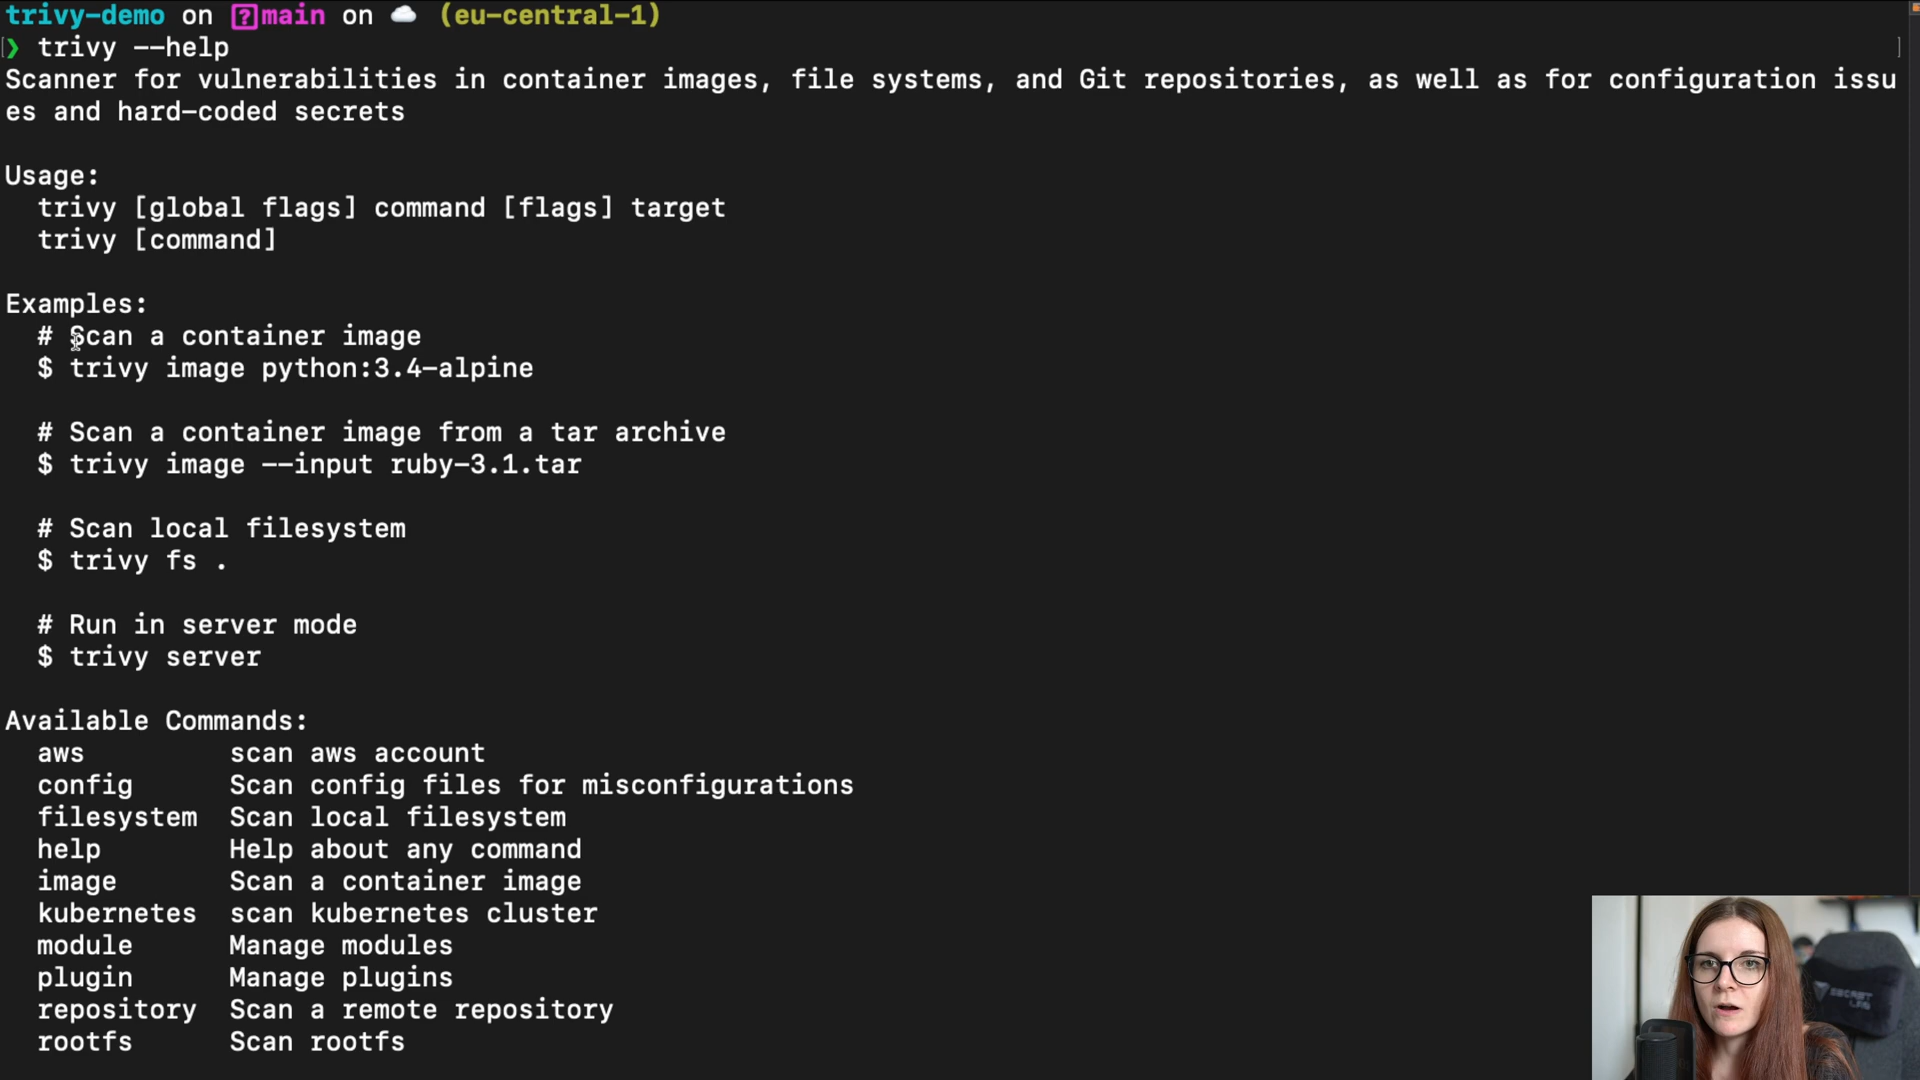 trivy-demo on [?]main on ☁️ (eu-central-1)
❯ trivy --help
Scanner for vulnerabilities in container images, file systems, and Git repositories, as well as for configuration issu
es and hard-coded secrets
Usage:
trivy [global flags] command [flags] target
trivy [command]
Examples:
# Scan a container image
$ trivy image python:3.4-alpine
# Scan a container image from a tar archive
$ trivy image --input ruby-3.1.tar
# Scan local filesystem
$ trivy fs .
# Run in server mode
$ trivy server
Available Commands:
aws scan aws account
config Scan config files for misconfigurations
filesystem Scan local filesystem
help Help about any command
image Scan a container image
kubernetes scan kubernetes cluster
module Manage modules
plugin Manage plugins
repository Scan a remote repository
rootfs Scan rootfs
SECRET
LAB